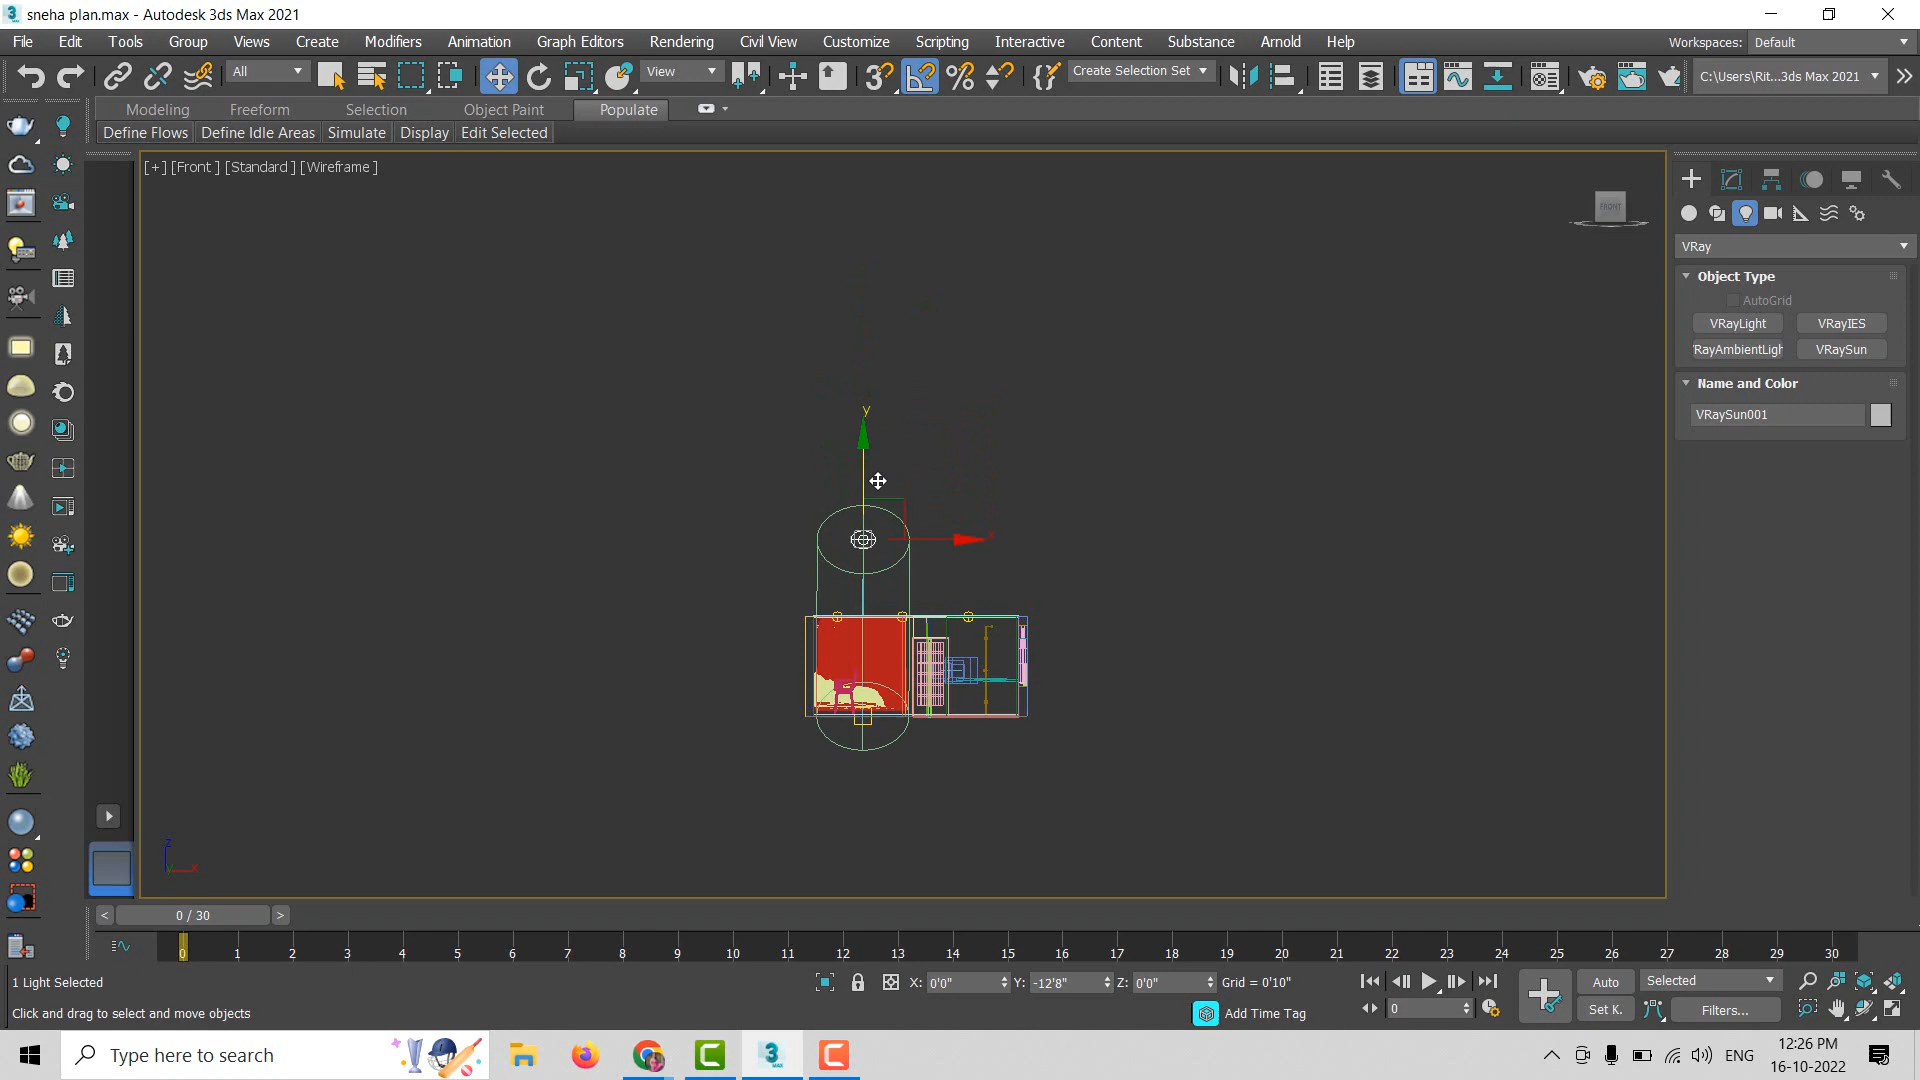 sneha plan.max - Autodesk 3ds Max 2021
File Edit Tools Group Views Create Modifiers Animation Graph Editors Rendering Civil View Customize Scripting Interactive Content Substance Arnold Help Workspaces: Default
All View Create Selection Set C:\Users\Rit...3ds Max 2021
Modeling Freeform Selection Object Paint Populate
Define Flows Define Idle Areas Simulate Display Edit Selected
[+] [Front ] [Standard ] [Wireframe ]
FRONT
VRay
Object Type
AutoGrid
VRayLight VRayIES
RayAmbientLigh VRaySun
Name and Color
VRaySun001
y
x
z
y x
< 0 / 30 >
0 1 2 3 4 5 6 7 8 9 10 11 12 13 14 15 16 17 18 19 20 21 22 23 24 25 26 27 28 29 30
1 Light Selected X: 0'0" Y: -12'8" Z: 0'0" Grid = 0'10" Auto Selected
Click and drag to select and move objects Add Time Tag 0 Set K. Filters...
Type here to search
3 MAX
ENG
12:26 PM
16-10-2022